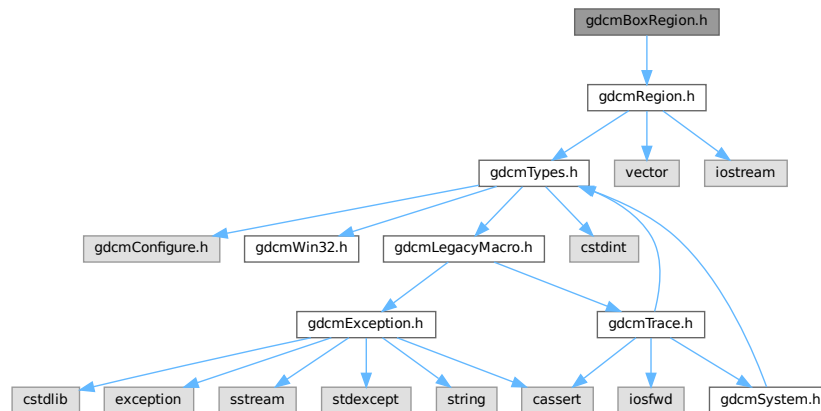 gdcmBoxRegion.h
gdcmRegion.h
gdcmTypes.h
vector
iostream
gdcmConfigure.h
gdcmWin32.h
gdcmLegacyMacro.h
cstdint
gdcmException.h
gdcmTrace.h
cstdlib
exception
sstream
stdexcept
string
cassert
iosfwd
gdcmSystem.h